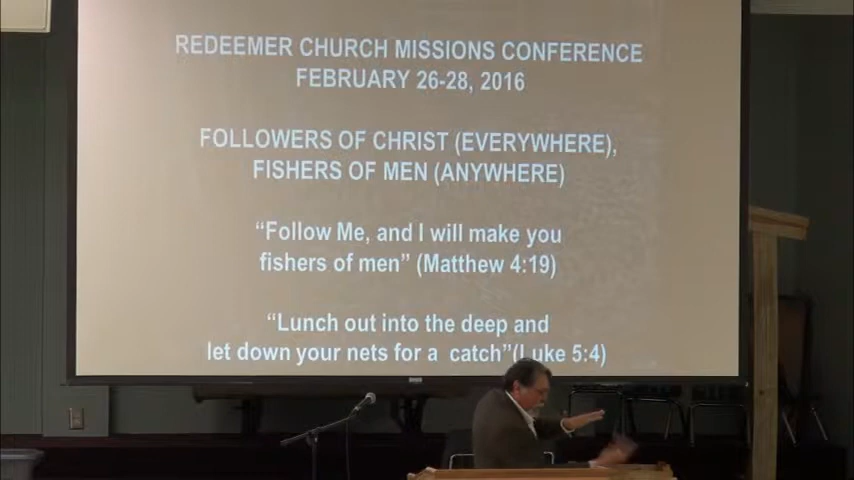 REDEEMER CHURCH MISSIONS CONFERENCE
FEBRUARY 26-28, 2016
FOLLOWERS OF CHRIST (EVERYWHERE),
FISHERS OF MEN (ANYWHERE)
“Follow Me, and I will make you
fishers of men” (Matthew 4:19)
“Lunch out into the deep and
let down your nets for a catch”(Luke 5:4)